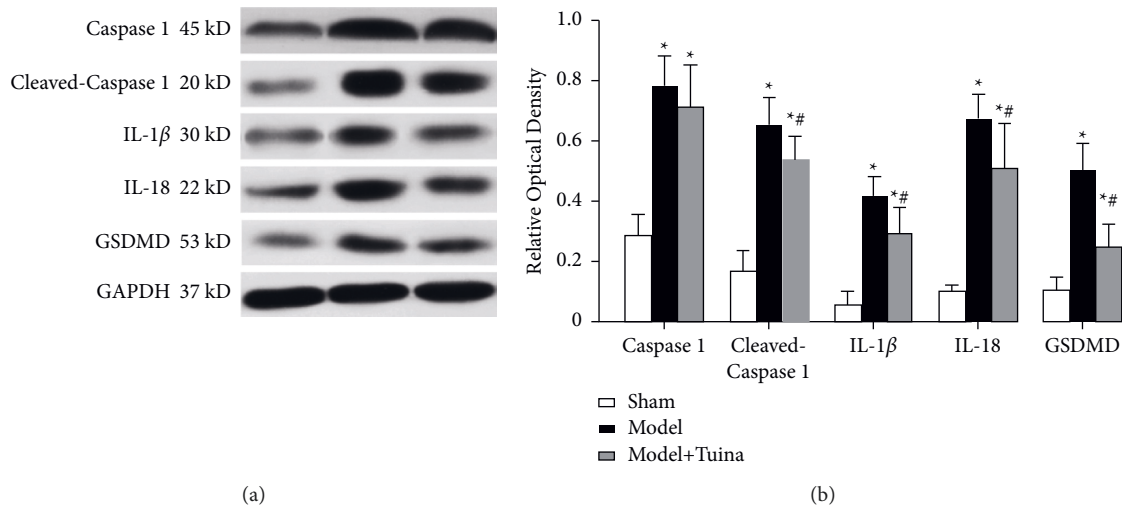 Caspase 1 45 kD
Cleaved-Caspase 1 20 kD
IL-1β 30 kD
IL-18 22 kD
GSDMD 53 kD
GAPDH 37 kD
(a)
Relative Optical Density
1.0
0.8
0.6
0.4
0.2
0
* *
* *#
* *#
* *#
* *#
Caspase 1
Cleaved-
Caspase 1
IL-1β
IL-18
GSDMD
Sham
Model
Model+Tuina
(b)